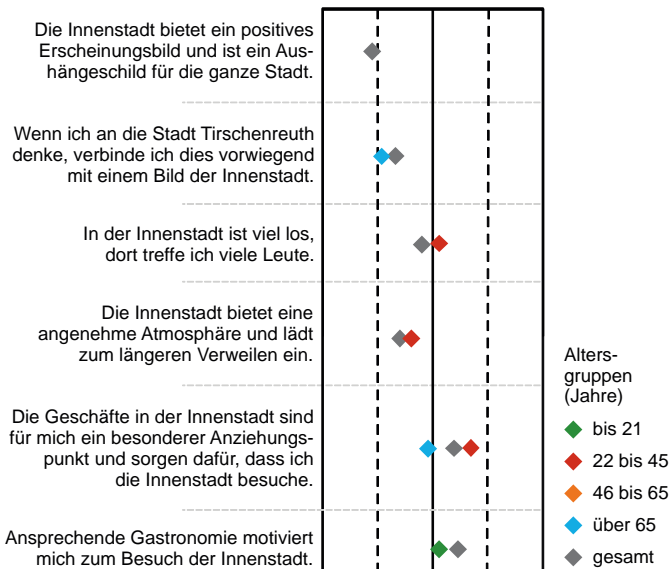 Die Innenstadt bietet ein positives
Erscheinungsbild und ist ein Aus-
hängeschild für die ganze Stadt.
Wenn ich an die Stadt Tirschenreuth
denke, verbinde ich dies vorwiegend
mit einem Bild der Innenstadt.
In der Innenstadt ist viel los,
dort treffe ich viele Leute.
Die Innenstadt bietet eine
angenehme Atmosphäre und lädt
zum längeren Verweilen ein.
Die Geschäfte in der Innenstadt sind
für mich ein besonderer Anziehungs-
punkt und sorgen dafür, dass ich
die Innenstadt besuche.
Ansprechende Gastronomie motiviert
mich zum Besuch der Innenstadt.
Alters-
gruppen
(Jahre)
bis 21
22 bis 45
46 bis 65
über 65
gesamt